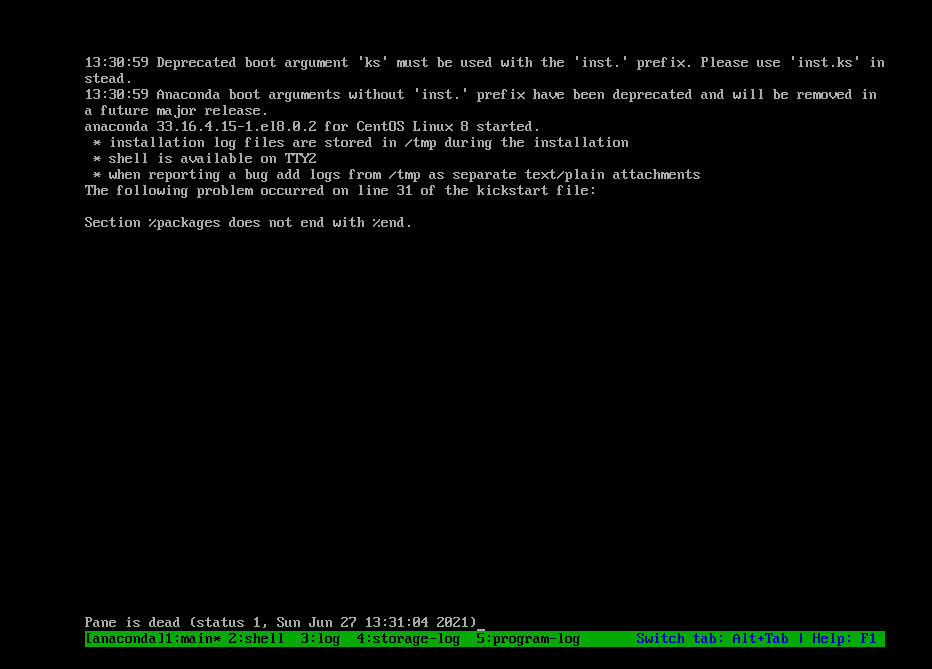 13:30:59 Deprecated boot argument 'ks' must be used with the 'inst.' prefix. Please use 'inst.ks' in
stead.
13:30:59 Anaconda boot arguments without 'inst.' prefix have been deprecated and will be removed in
a future major release.
anaconda 33.16.4.15-1.el8.0.2 for CentOS Linux 8 started.
 * installation log files are stored in /tmp during the installation
 * shell is available on TTY2
 * when reporting a bug add logs from /tmp as separate text/plain attachments
The following problem occurred on line 31 of the kickstart file:

Section %packages does not end with %end.

Pane is dead (status 1, Sun Jun 27 13:31:04 2021)_
[anaconda]1:main* 2:shell  3:log  4:storage-log  5:program-log       Switch tab: Alt+Tab | Help: F1